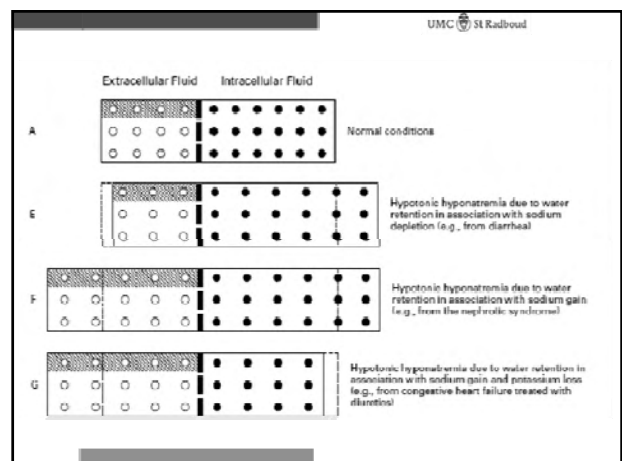 UMC St Radboud
Extracellular Fluid Intracellular Fluid
A
Normal conditions
E
Hypotonic hyponatremia due to water
retention in association with sodium
depletion (e.g., from diarrhea)
F
Hypotonic hyponatremia due to water
retention in association with sodium gain
(e.g., from the nephrotic syndrome)
G
Hypotonic hyponatremia due to water retention in
association with sodium gain and potassium loss
(e.g., from congestive heart failure treated with
diuretics)